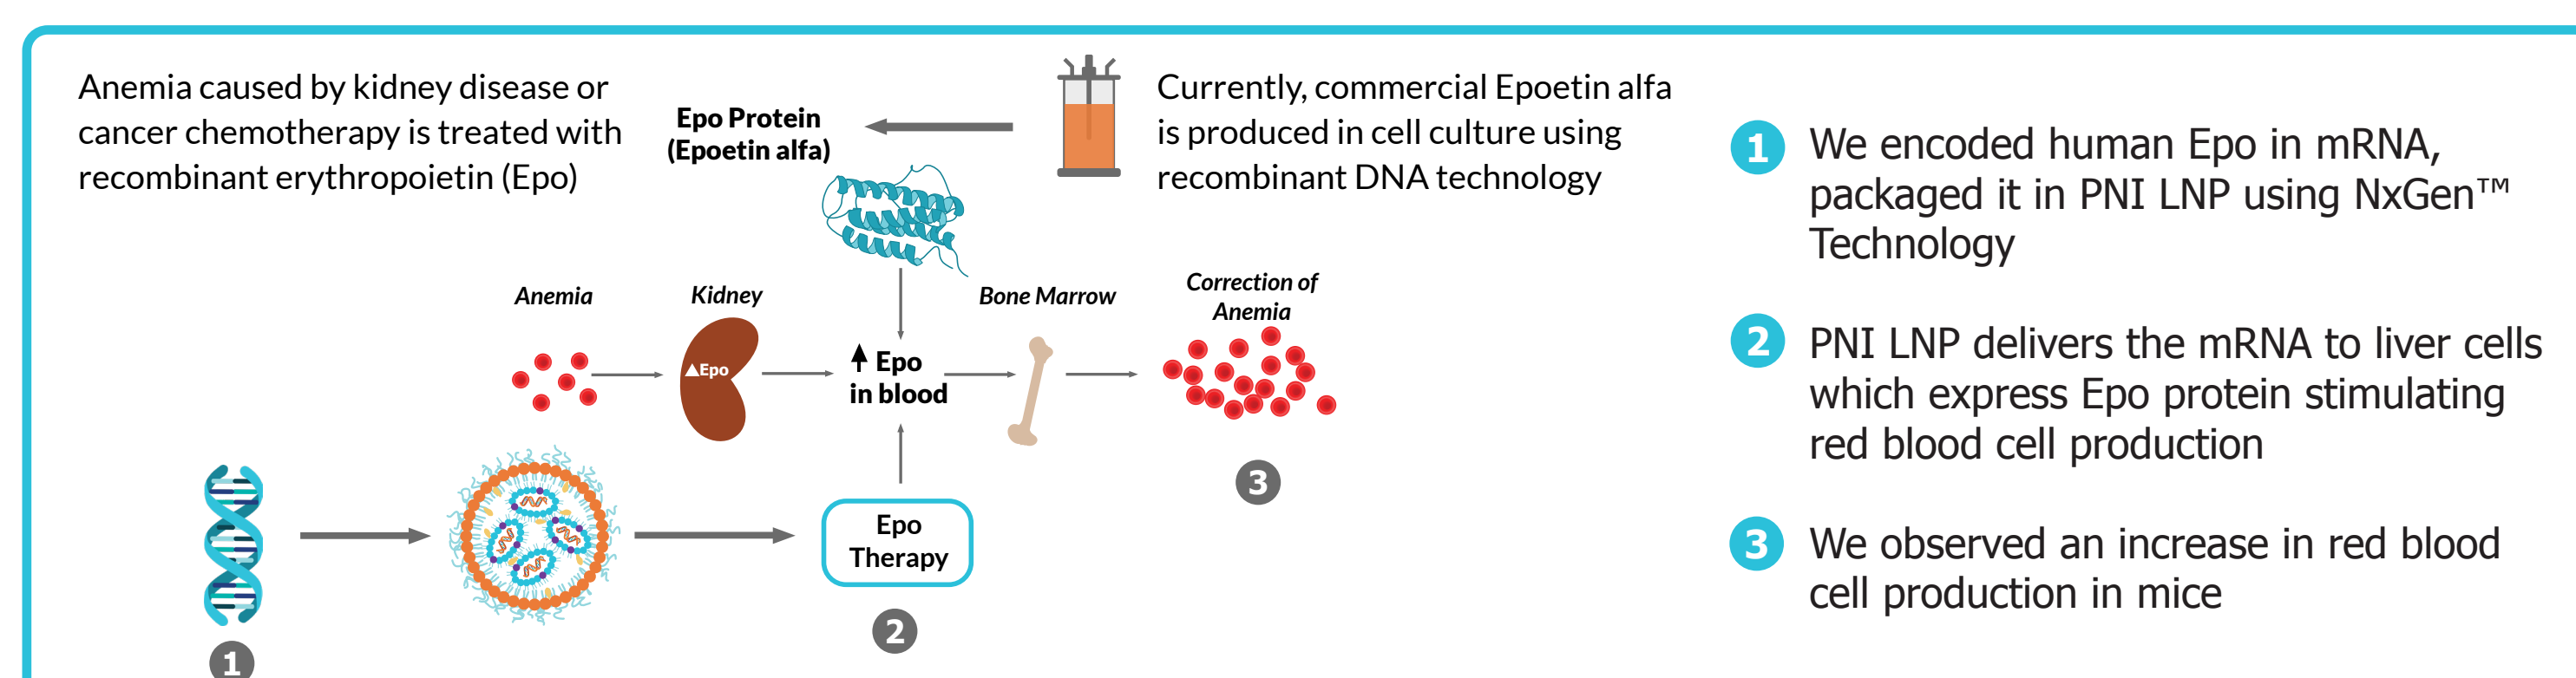 Anemia caused by kidney disease or
cancer chemotherapy is treated with
recombinant erythropoietin (Epo)
Epo Protein
(Epoetin alfa)
Currently, commercial Epoetin alfa
is produced in cell culture using
recombinant DNA technology
Anemia
Kidney
▲Epo
Epo
in blood
Bone Marrow
Correction of
Anemia
Epo
Therapy
1
2
3
1 We encoded human Epo in mRNA,
packaged it in PNI LNP using NxGen™
Technology
2 PNI LNP delivers the mRNA to liver cells
which express Epo protein stimulating
red blood cell production
3 We observed an increase in red blood
cell production in mice